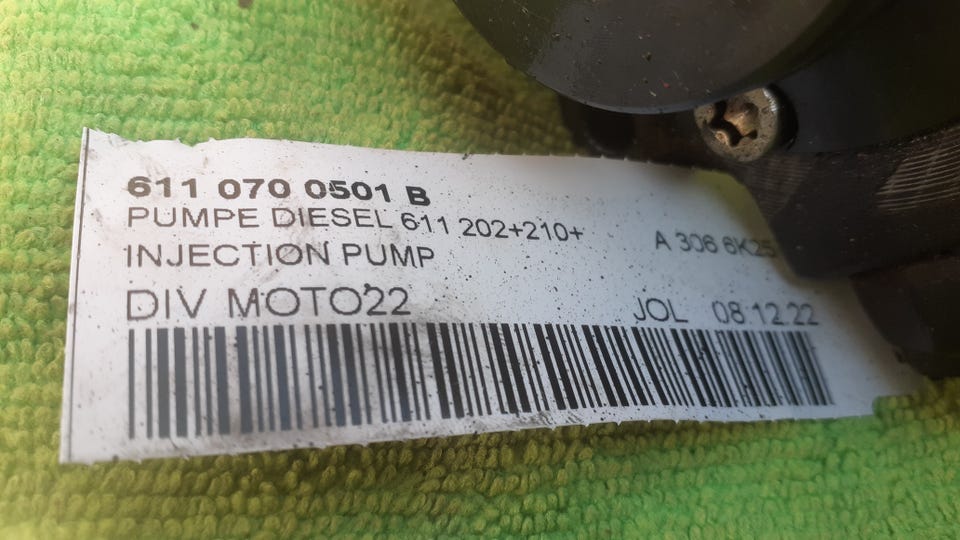 611 070 0501 B
PUMPE DIESEL 611 202+210+
INJECTION PUMP
A 306 6K25
DIV MOTO22
JOL 08.12.22